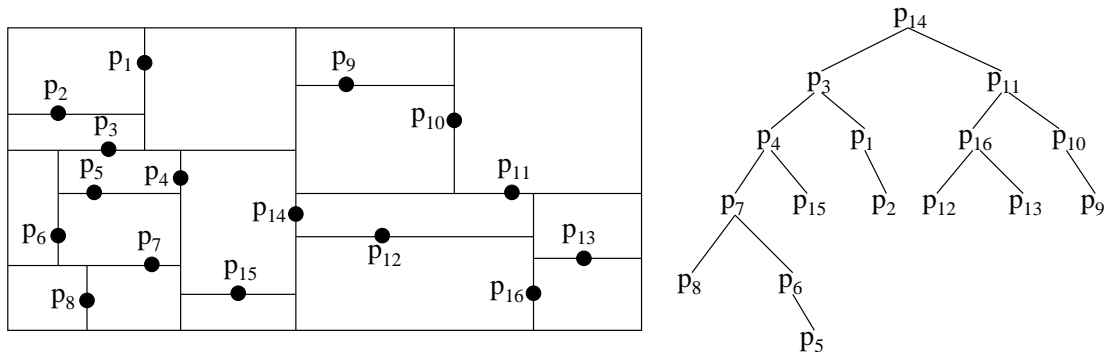 p₁
p₂
p₃
p₄
p₅
p₆
p₇
p₈
p₉
p₁₀
p₁₁
p₁₂
p₁₃
p₁₄
p₁₅
p₁₆
p₁₄
p₃ p₁₁
p₄ p₁ p₁₆ p₁₀
p₇ p₁₅ p₂ p₁₂ p₁₃ p₉
p₈ p₆
p₅